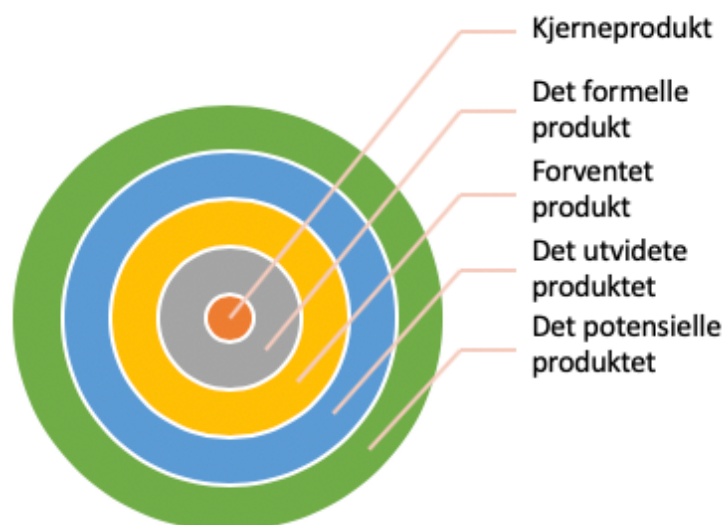 Kjerneprodukt
Det formelle
produkt
Forventet
produkt
Det utvidete
produktet
Det potensielle
produktet